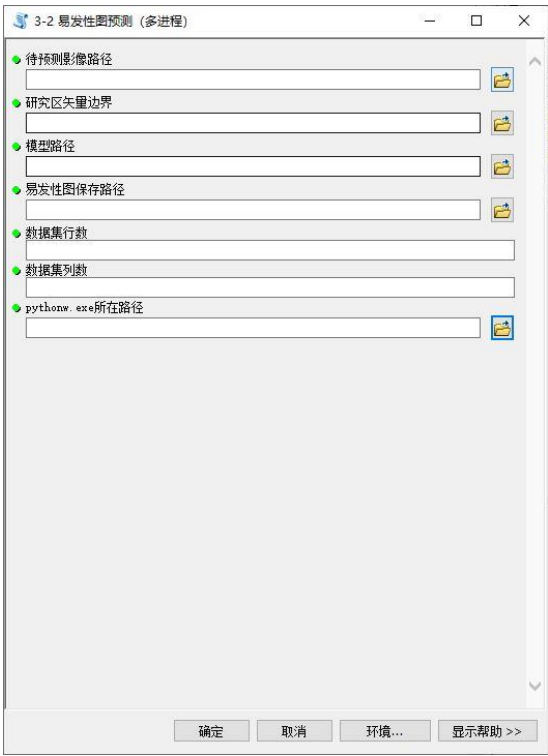 3-2 易发性图预测（多进程）
待预测影像路径
研究区矢量边界
模型路径
易发性图保存路径
数据集行数
数据集列数
pythonw.exe所在路径
确定 取消 环境... 显示帮助 >>